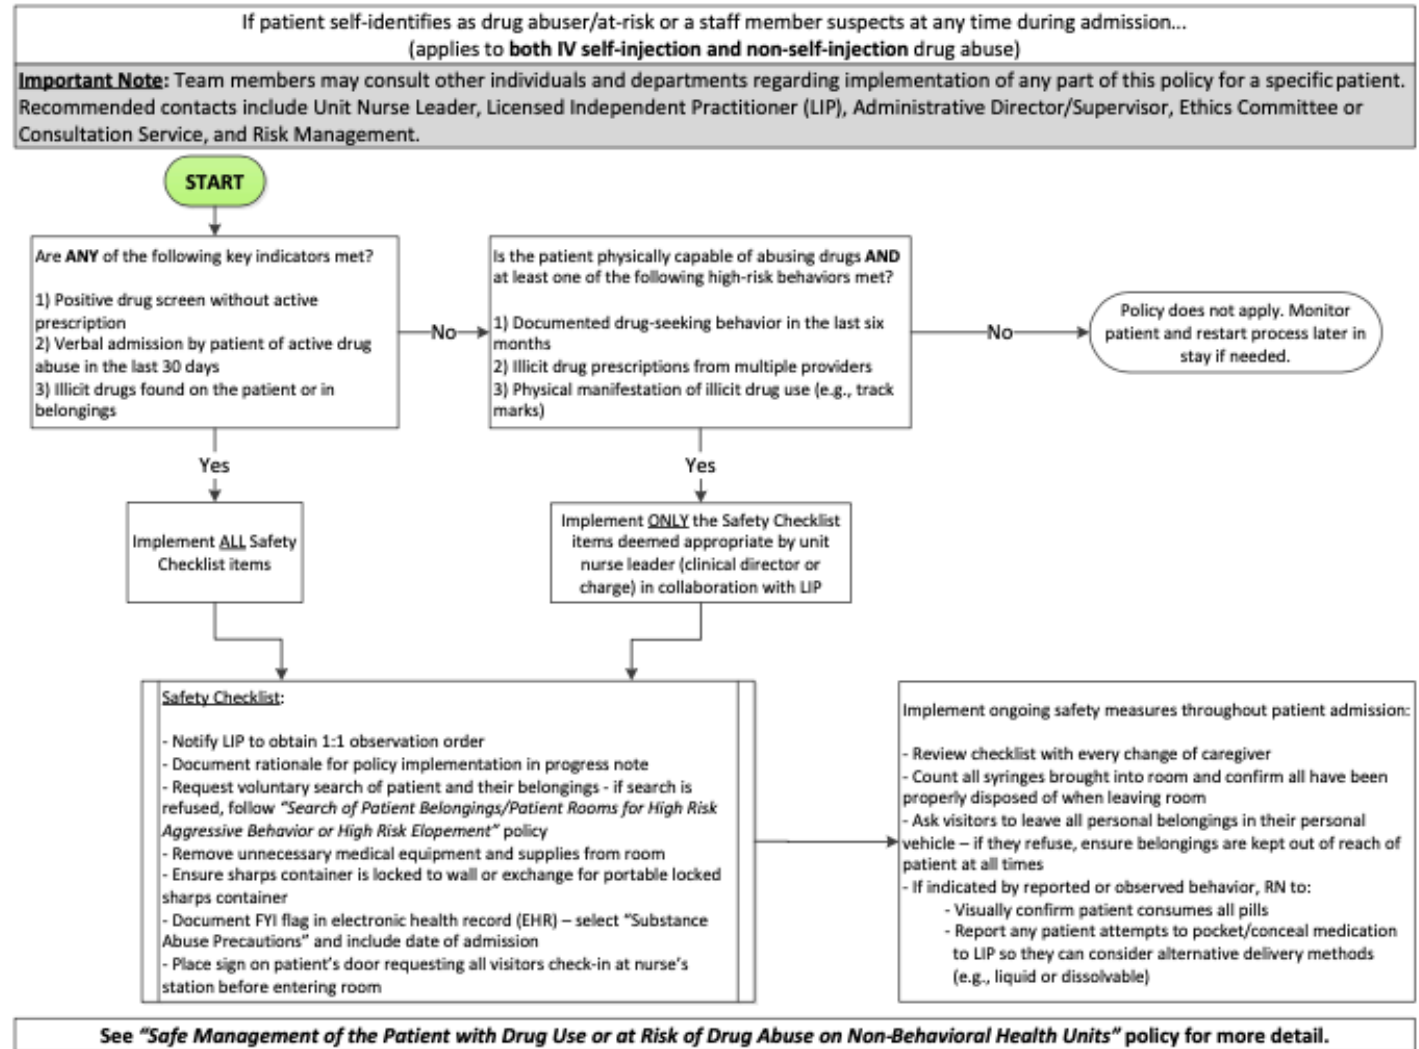 If patient self-identifies as drug abuser/at-risk or a staff member suspects at any time during admission...
(applies to both IV self-injection and non-self-injection drug abuse)
Important Note: Team members may consult other individuals and departments regarding implementation of any part of this policy for a specific patient.
Recommended contacts include Unit Nurse Leader, Licensed Independent Practitioner (LIP), Administrative Director/Supervisor, Ethics Committee or
Consultation Service, and Risk Management.
START
Are ANY of the following key indicators met?
1) Positive drug screen without active
prescription
2) Verbal admission by patient of active drug
abuse in the last 30 days
3) Illicit drugs found on the patient or in
belongings
No
Is the patient physically capable of abusing drugs AND
at least one of the following high-risk behaviors met?
1) Documented drug-seeking behavior in the last six
months
2) Illicit drug prescriptions from multiple providers
3) Physical manifestation of illicit drug use (e.g., track
marks)
No
Policy does not apply. Monitor
patient and restart process later in
stay if needed.
Yes
Yes
Implement ALL Safety
Checklist items
Implement ONLY the Safety Checklist
items deemed appropriate by unit
nurse leader (clinical director or
charge) in collaboration with LIP
Safety Checklist:
- Notify LIP to obtain 1:1 observation order
- Document rationale for policy implementation in progress note
- Request voluntary search of patient and their belongings - if search is
refused, follow "Search of Patient Belongings/Patient Rooms for High Risk
Aggressive Behavior or High Risk Elopement" policy
- Remove unnecessary medical equipment and supplies from room
- Ensure sharps container is locked to wall or exchange for portable locked
sharps container
- Document FYI flag in electronic health record (EHR) – select "Substance
Abuse Precautions" and include date of admission
- Place sign on patient's door requesting all visitors check-in at nurse's
station before entering room
Implement ongoing safety measures throughout patient admission:
- Review checklist with every change of caregiver
- Count all syringes brought into room and confirm all have been
properly disposed of when leaving room
- Ask visitors to leave all personal belongings in their personal
vehicle – if they refuse, ensure belongings are kept out of reach of
patient at all times
- If indicated by reported or observed behavior, RN to:
- Visually confirm patient consumes all pills
- Report any patient attempts to pocket/conceal medication
to LIP so they can consider alternative delivery methods
(e.g., liquid or dissolvable)
See "Safe Management of the Patient with Drug Use or at Risk of Drug Abuse on Non-Behavioral Health Units" policy for more detail.